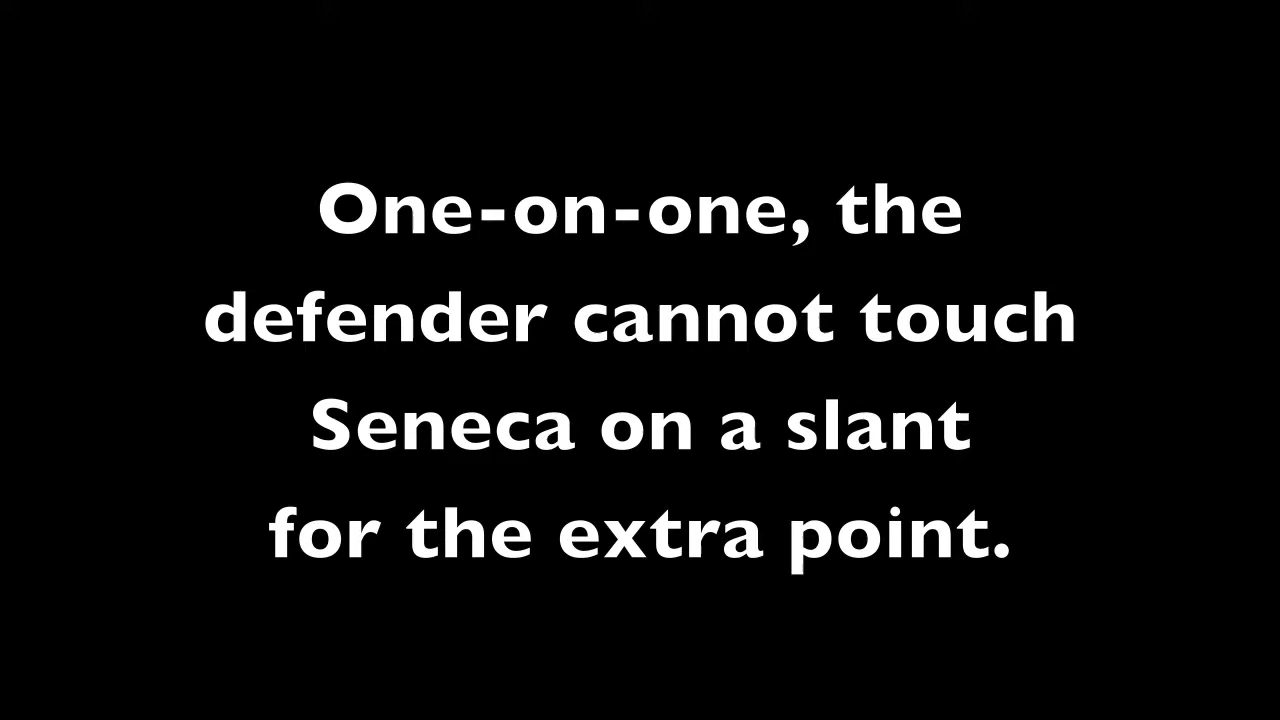 One-on-one, the
defender cannot touch
Seneca on a slant
for the extra point.